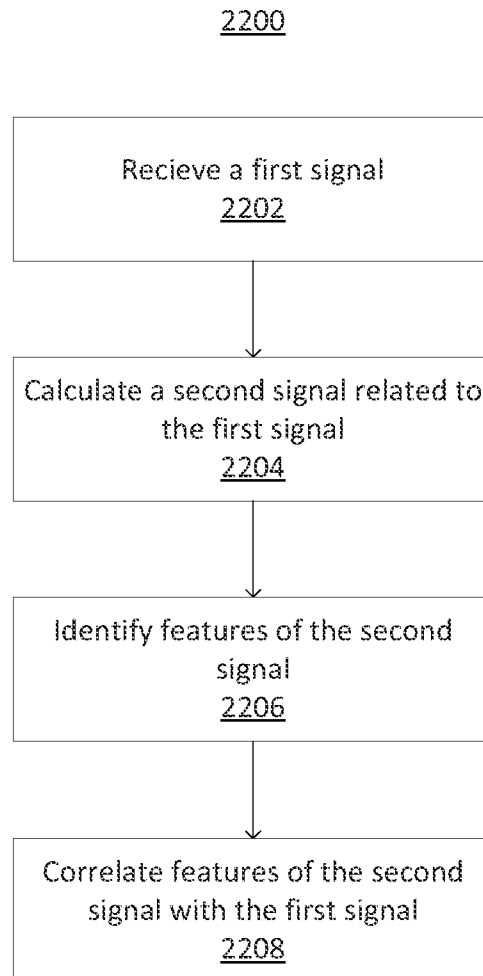 2200
Recieve a first signal
2202
Calculate a second signal related to
the first signal
2204
Identify features of the second
signal
2206
Correlate features of the second
signal with the first signal
2208